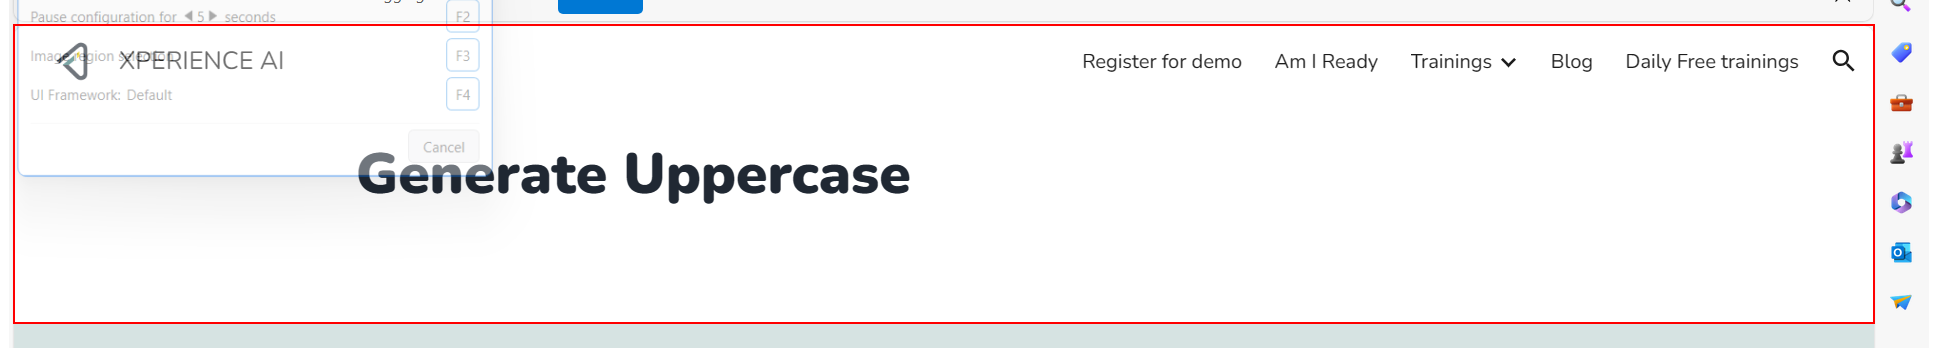 Pause configuration for 5 seconds F2
Image region selection F3
XPERIENCE AI
Register for demo Am I Ready Trainings Blog Daily Free trainings
UI Framework: Default F4
Cancel
Generate Uppercase